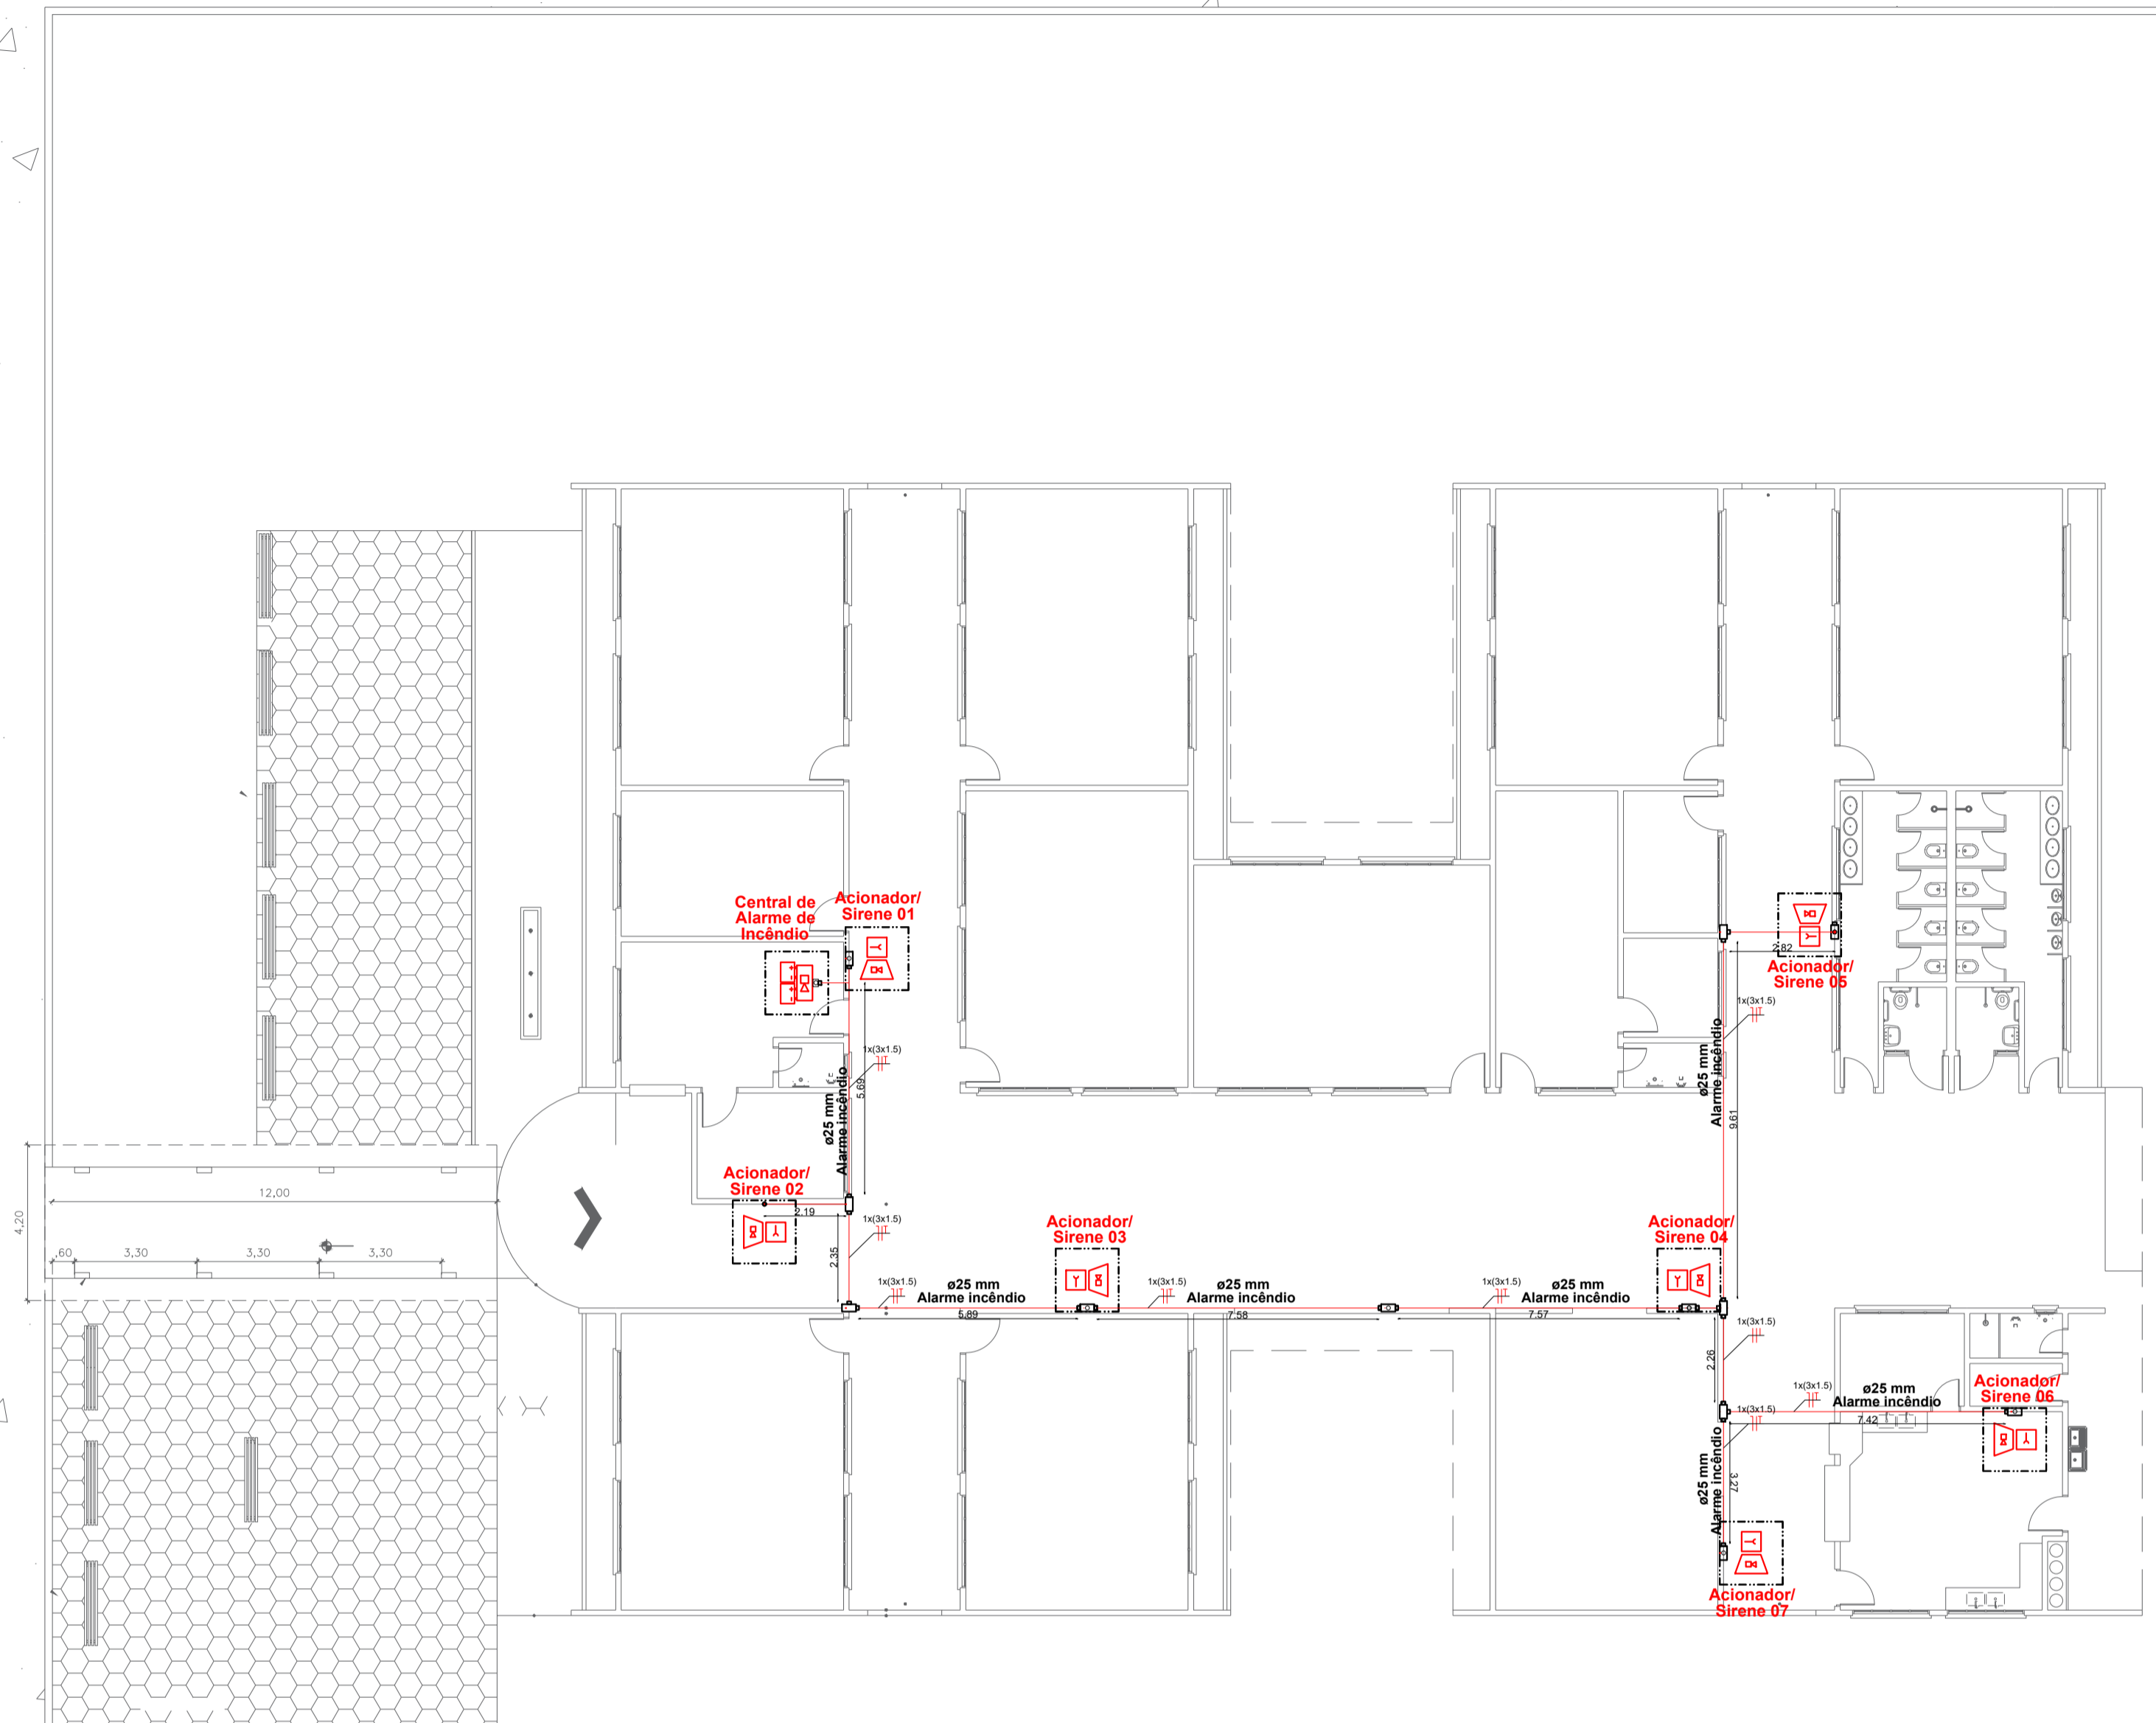 Central de
Alarme de
Incêndio
Acionador/
Sirene 01
Acionador/
Sirene 05
2.82
1x(3x1.5)
ø25 mm
Alarme incêndio
9.61
1x(3x1.5)
5.69
ø25 mm
Alarme incêndio
Acionador/
Sirene 02
2.19
1x(3x1.5)
2.35
12,00
4.20
,60
3,30
3,30
3,30
Acionador/
Sirene 03
Acionador/
Sirene 04
1x(3x1.5)
ø25 mm
Alarme incêndio
5.89
1x(3x1.5)
ø25 mm
Alarme incêndio
7.58
1x(3x1.5)
ø25 mm
Alarme incêndio
7.57
1x(3x1.5)
2.26
1x(3x1.5)
ø25 mm
Alarme incêndio
7.42
Acionador/
Sirene 06
1x(3x1.5)
ø25 mm
Alarme incêndio
3.27
Acionador/
Sirene 07